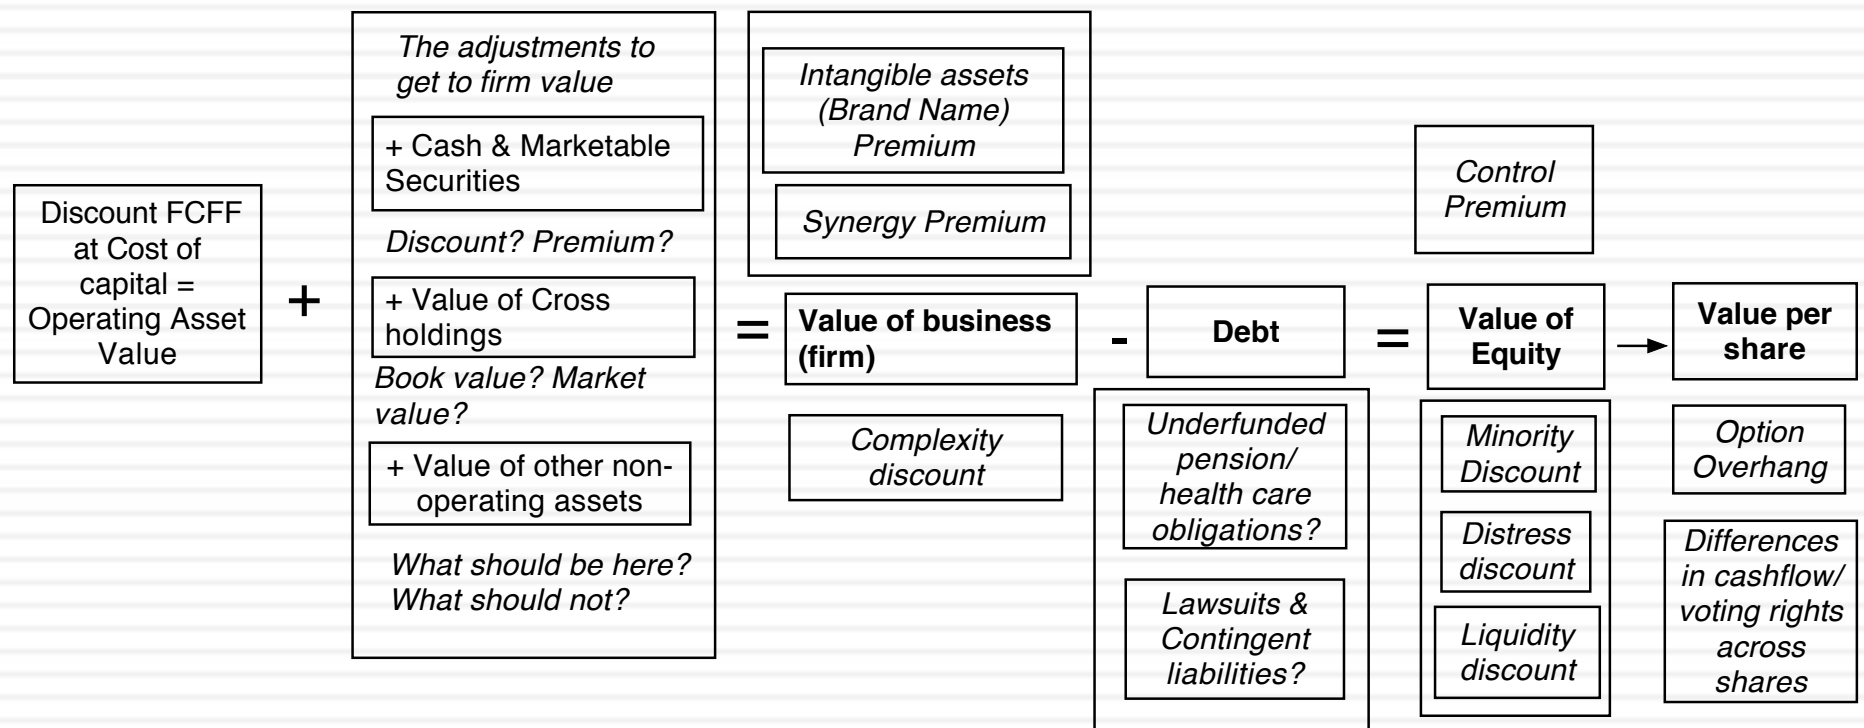 Discount FCFF
at Cost of
capital =
Operating Asset
Value
+
The adjustments to
get to firm value
+ Cash & Marketable
Securities
Discount? Premium?
+ Value of Cross
holdings
Book value? Market
value?
+ Value of other non-
operating assets
What should be here?
What should not?
=
Intangible assets
(Brand Name)
Premium
Synergy Premium
Value of business
(firm)
Complexity
discount
-
Debt
Underfunded
pension/
health care
obligations?
Lawsuits &
Contingent
liabilities?
=
Control
Premium
Value of
Equity
Minority
Discount
Distress
discount
Liquidity
discount
Value per
share
Option
Overhang
Differences
in cashflow/
voting rights
across
shares